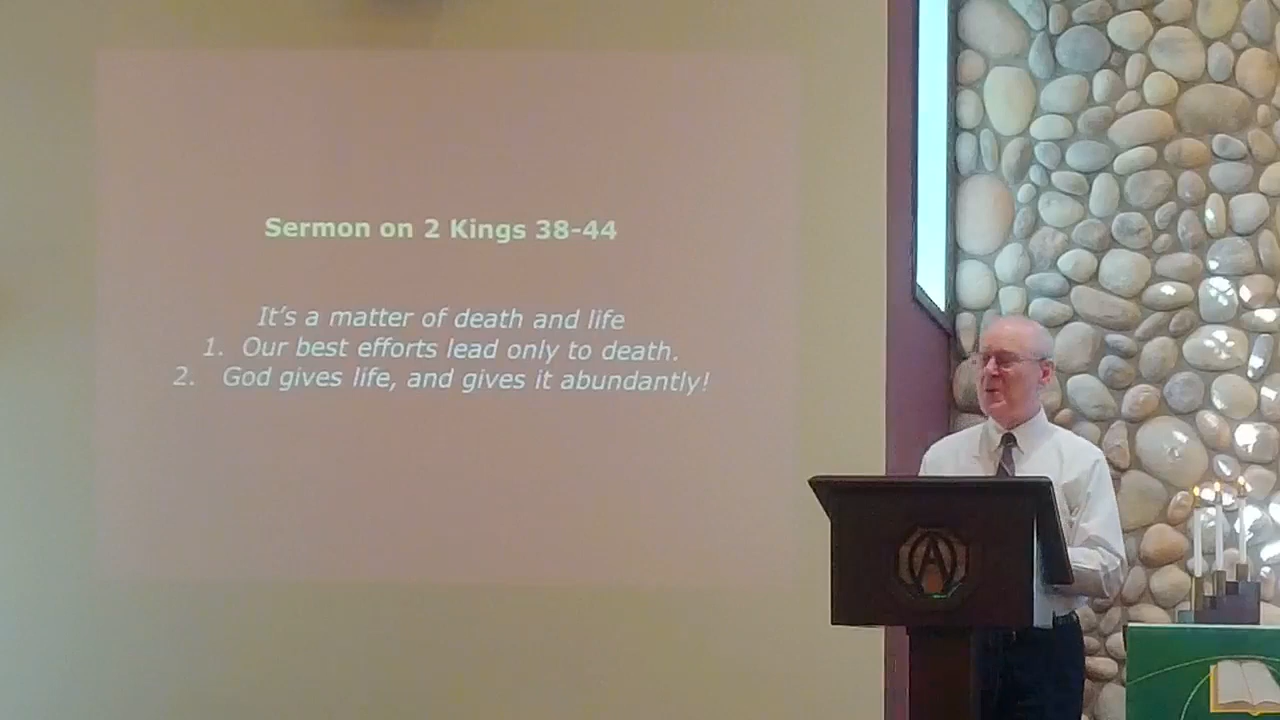 Sermon on 2 Kings 38-44
It's a matter of death and life
1. Our best efforts lead only to death.
2. God gives life, and gives it abundantly!